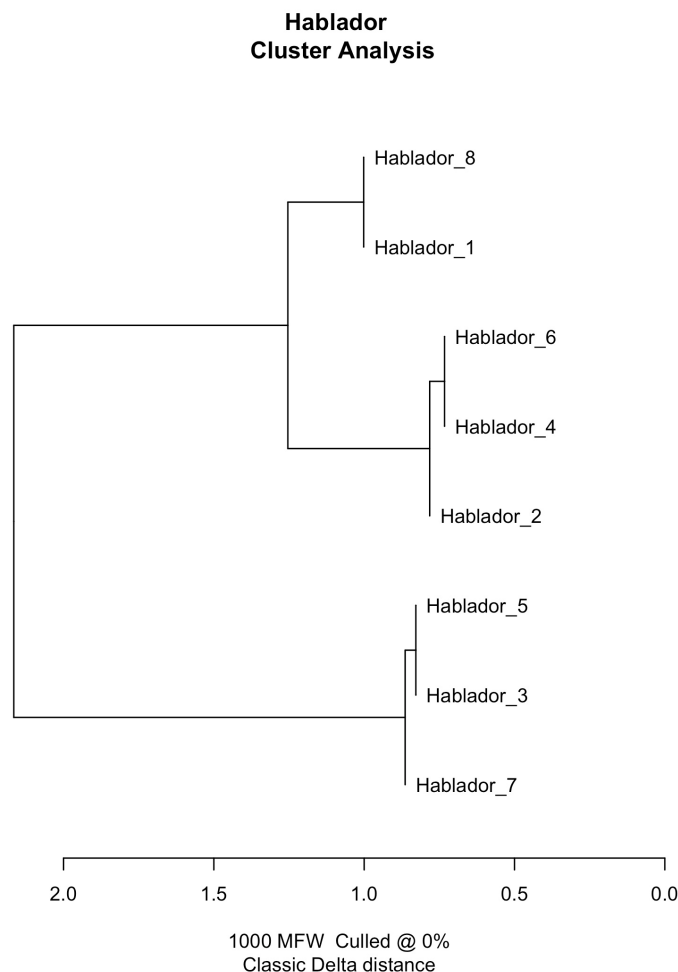 Hablador
Cluster Analysis
Hablador_8
Hablador_1
Hablador_6
Hablador_4
Hablador_2
Hablador_5
Hablador_3
Hablador_7
2.0 1.5 1.0 0.5 0.0
1000 MFW  Culled @ 0%
Classic Delta distance